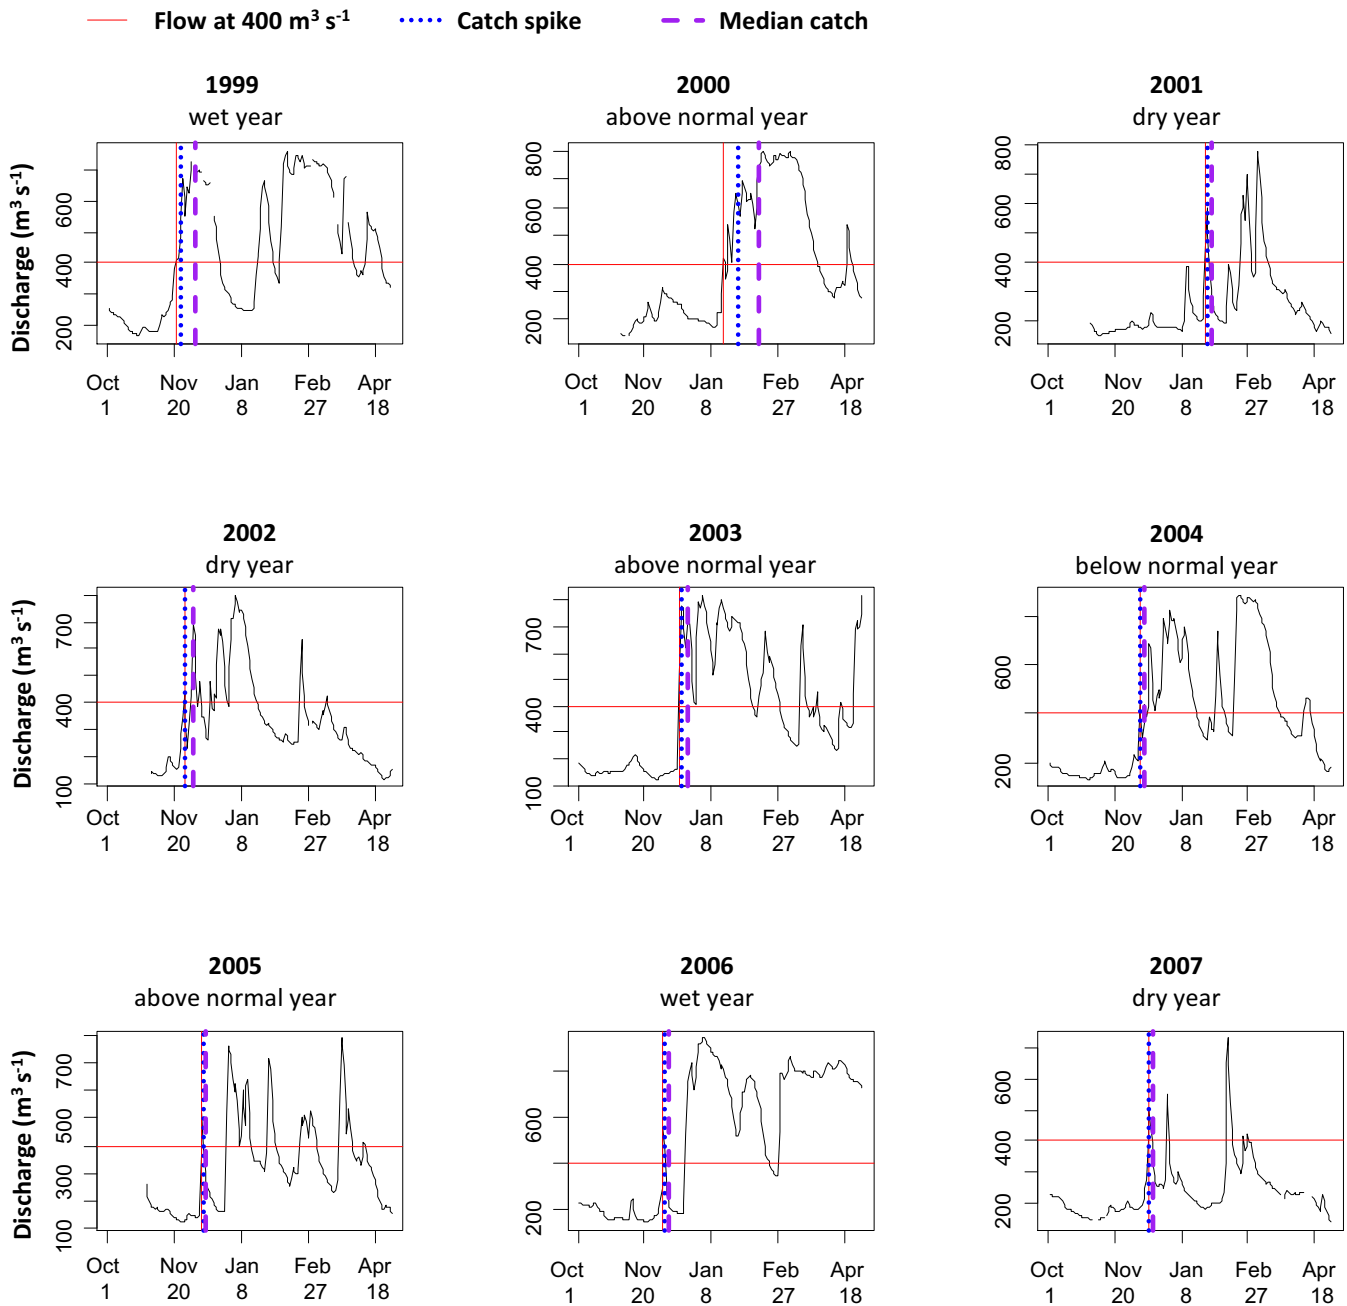 Flow at 400 m³ s⁻¹ Catch spike Median catch
1999 2000 2001
wet year above normal year dry year
Discharge (m³ s⁻¹)
200 400 600
200 400 600 800
200 400 600 800
Oct Nov Jan Feb Apr
1 20 8 27 18
Oct Nov Jan Feb Apr
1 20 8 27 18
Oct Nov Jan Feb Apr
1 20 8 27 18
2002 2003 2004
dry year above normal year below normal year
Discharge (m³ s⁻¹)
100 400 700
100 400 700
200 600
Oct Nov Jan Feb Apr
1 20 8 27 18
Oct Nov Jan Feb Apr
1 20 8 27 18
Oct Nov Jan Feb Apr
1 20 8 27 18
2005 2006 2007
above normal year wet year dry year
Discharge (m³ s⁻¹)
100 300 500 700
200 600
200 400 600
Oct Nov Jan Feb Apr
1 20 8 27 18
Oct Nov Jan Feb Apr
1 20 8 27 18
Oct Nov Jan Feb Apr
1 20 8 27 18